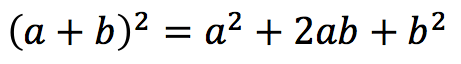 (a + b)² = a² + 2ab + b²